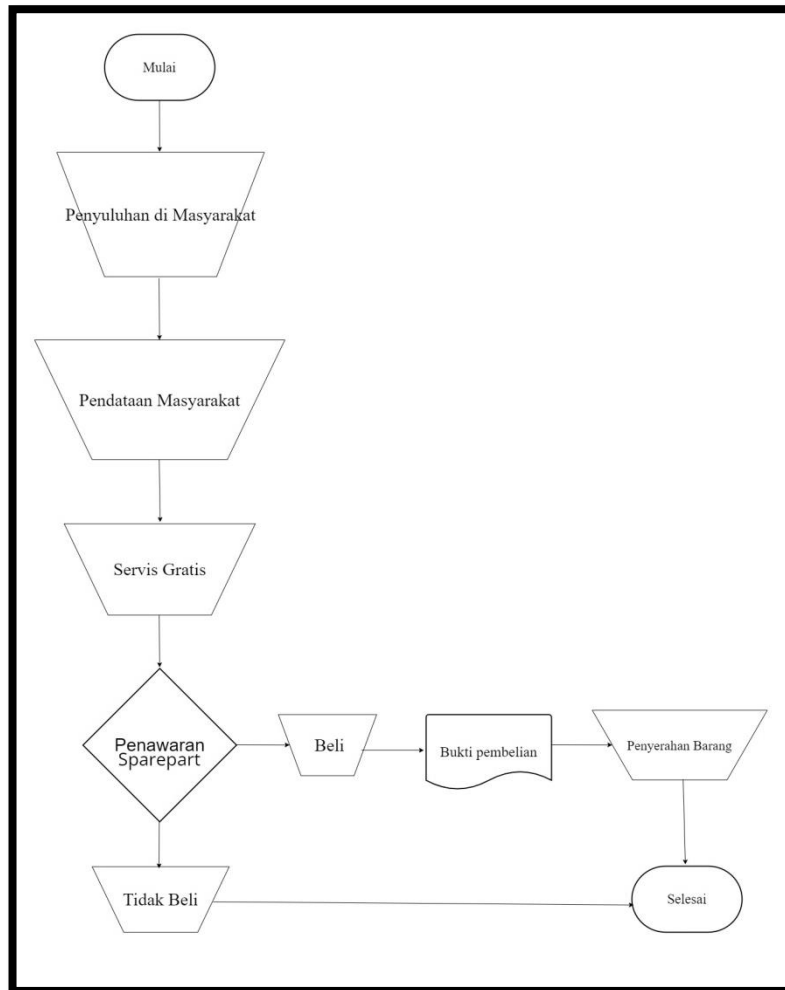 Mulai
Penyuluhan di Masyarakat
Pendataan Masyarakat
Servis Gratis
Penawaran
Sparepart
Beli
Bukti pembelian
Penyerahan Barang
Tidak Beli
Selesai